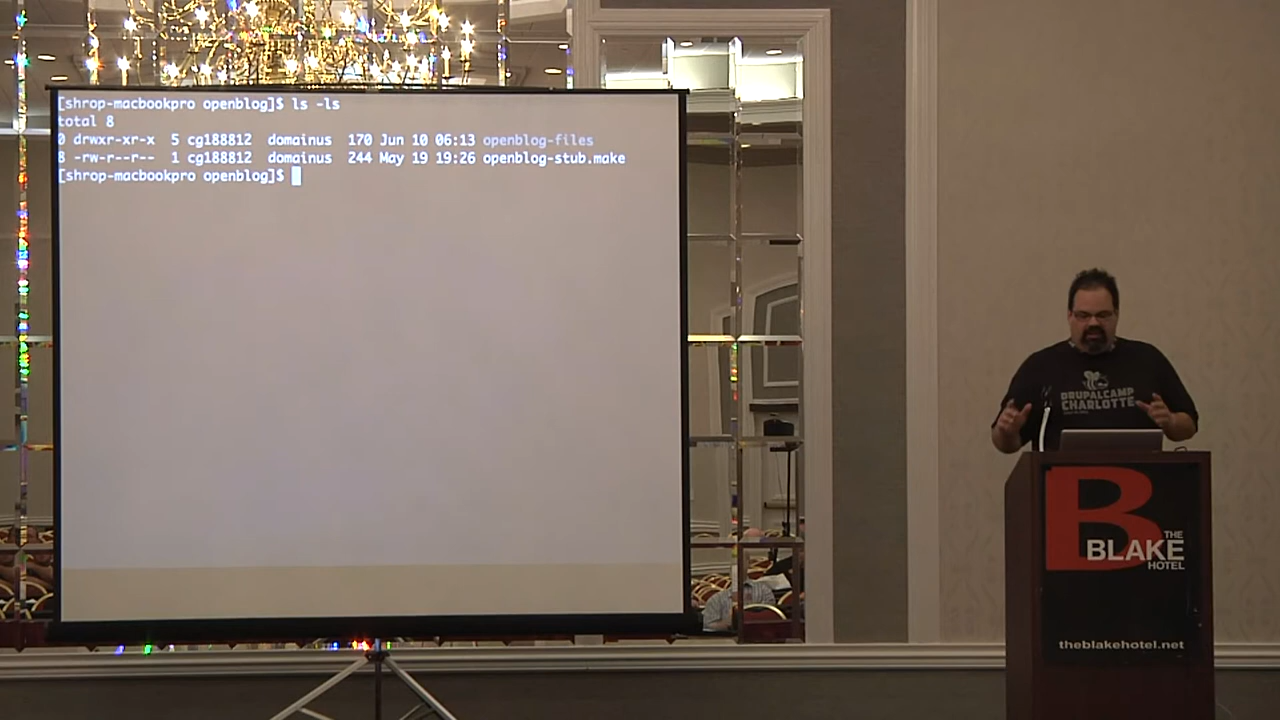 [shrop-macbookpro openblog]$ ls -ls
total 8
0 drwxr-xr-x  5 cg188812  domainus  170 Jun 10 06:13 openblog-files
8 -rw-r--r--  1 cg188812  domainus  244 May 19 19:26 openblog-stub.make
[shrop-macbookpro openblog]$
DRUPALCAMP
CHARLOTTE
B
THE
BLAKE
HOTEL
theblakehotel.net